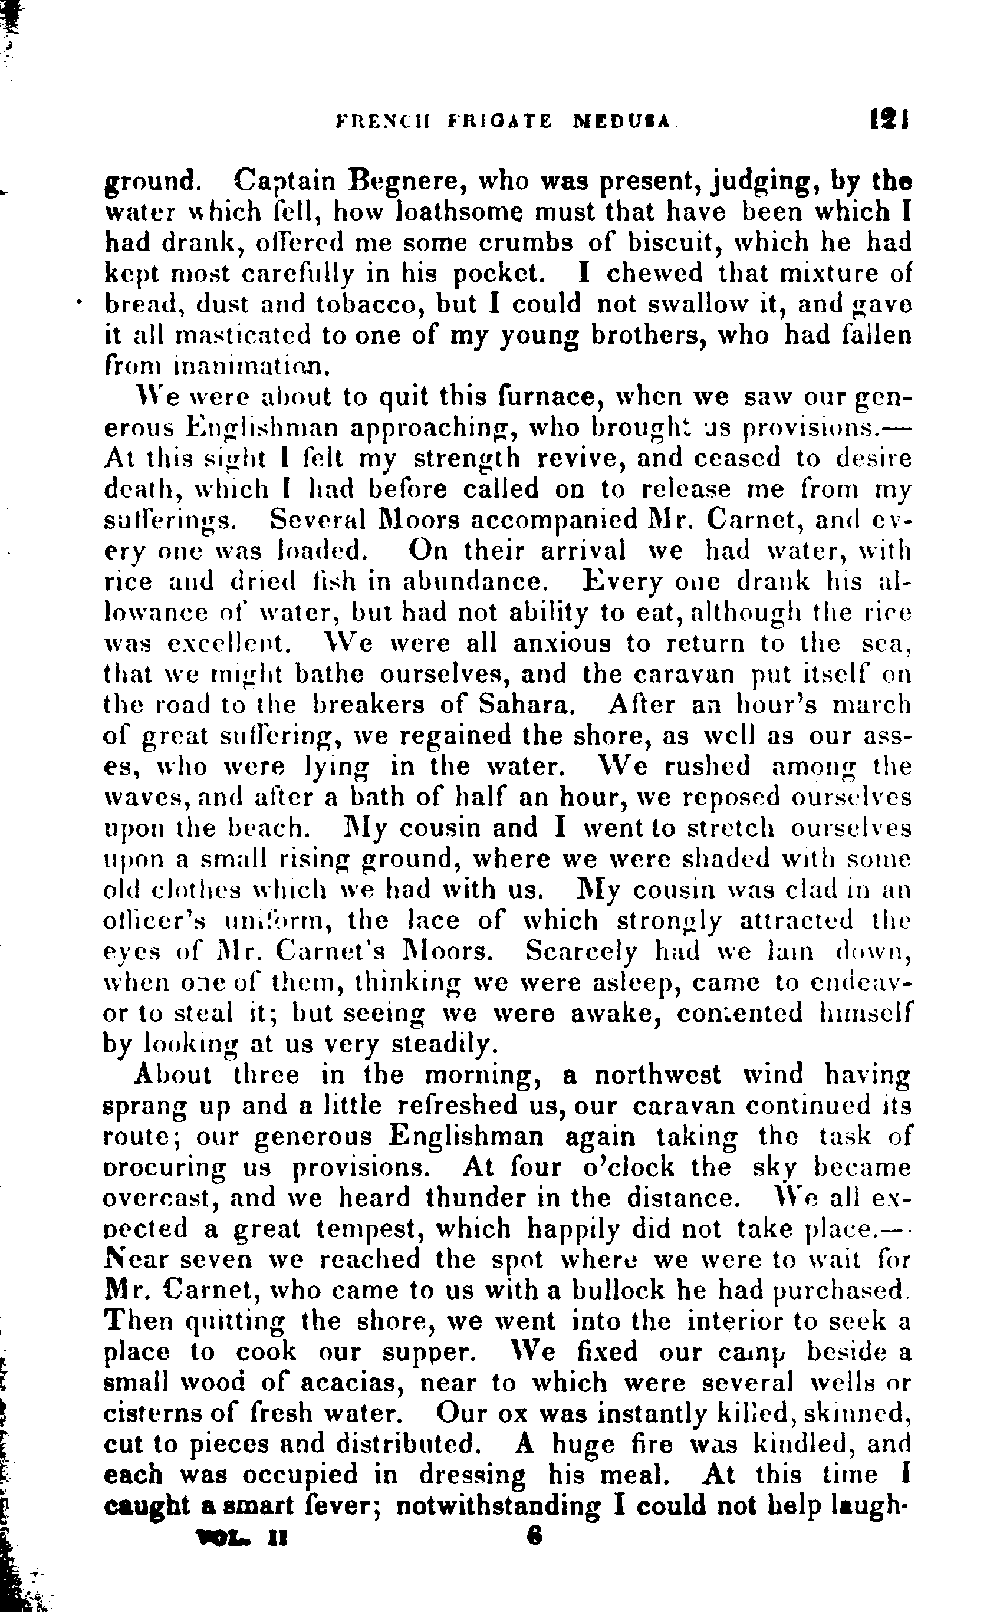 FRENCH FRIGATE MEDUSA 121
ground. Captain Begnere, who was present, judging, by the
water which fell, how loathsome must that have been which I
had drank, offered me some crumbs of biscuit, which he had
kept most carefully in his pocket. I chewed that mixture of
bread, dust and tobacco, but I could not swallow it, and gave
it all masticated to one of my young brothers, who had fallen
from inanimation.
We were about to quit this furnace, when we saw our gen-
erous Englishman approaching, who brought us provisions.—
At this sight I felt my strength revive, and ceased to desire
death, which I had before called on to release me from my
sufferings. Several Moors accompanied Mr. Carnet, and ev-
ery one was loaded. On their arrival we had water, with
rice and dried fish in abundance. Every one drank his al-
lowance of water, but had not ability to eat, although the rice
was excellent. We were all anxious to return to the sea,
that we might bathe ourselves, and the caravan put itself on
the road to the breakers of Sahara. After an hour's march
of great suffering, we regained the shore, as well as our ass-
es, who were lying in the water. We rushed among the
waves, and after a bath of half an hour, we reposed ourselves
upon the beach. My cousin and I went to stretch ourselves
upon a small rising ground, where we were shaded with some
old clothes which we had with us. My cousin was clad in an
officer's uniform, the lace of which strongly attracted the
eyes of Mr. Carnet's Moors. Scarcely had we lain down,
when one of them, thinking we were asleep, came to endeav-
or to steal it; but seeing we were awake, contented himself
by looking at us very steadily.
About three in the morning, a northwest wind having
sprang up and a little refreshed us, our caravan continued its
route; our generous Englishman again taking the task of
procuring us provisions. At four o'clock the sky became
overcast, and we heard thunder in the distance. We all ex-
pected a great tempest, which happily did not take place.—
Near seven we reached the spot where we were to wait for
Mr. Carnet, who came to us with a bullock he had purchased.
Then quitting the shore, we went into the interior to seek a
place to cook our supper. We fixed our camp beside a
small wood of acacias, near to which were several wells or
cisterns of fresh water. Our ox was instantly killed, skinned,
cut to pieces and distributed. A huge fire was kindled, and
each was occupied in dressing his meal. At this time I
caught a smart fever; notwithstanding I could not help laugh-
VOL. II 6